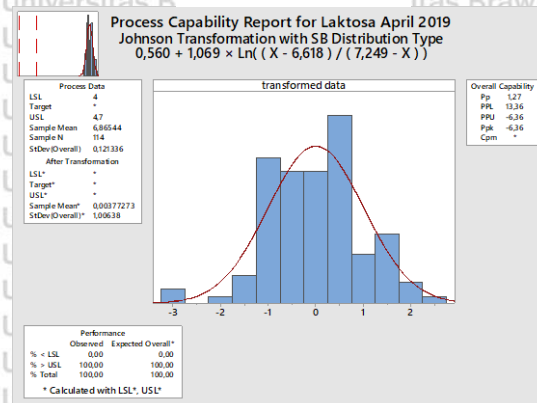 Universitas B
itas Braw
Process Capability Report for Laktosa April 2019
Johnson Transformation with SB Distribution Type
0,560 + 1,069 × Ln( ( X - 6,618 ) / ( 7,249 - X ) )
Process Data
LSL 4
Target *
USL 4,7
Sample Mean 6,86544
Sample N 114
StDev(Overall) 0,121336
After Transformation
LSL* *
Target* *
USL* *
Sample Mean* 0,00377273
StDev(Overall)* 1,00638
transformed data
-3 -2 -1 0 1 2
Overall Capability
Pp 1,27
PPL 13,36
PPU -6,36
Ppk -6,36
Cpm *
Performance
Observed Expected Overall*
% < LSL 0,00 0,00
% > USL 100,00 100,00
% Total 100,00 100,00
* Calculated with LSL*, USL*